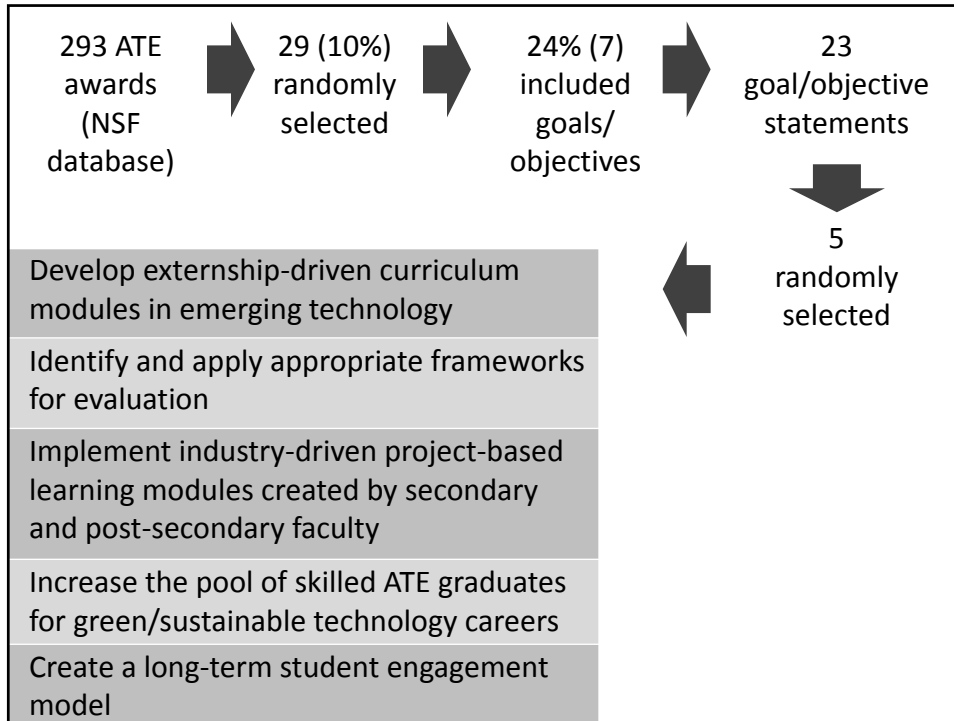 293 ATE
awards
(NSF
database)
29 (10%)
randomly
selected
24% (7)
included
goals/
objectives
23
goal/objective
statements
5
randomly
selected
Develop externship-driven curriculum
modules in emerging technology
Identify and apply appropriate frameworks
for evaluation
Implement industry-driven project-based
learning modules created by secondary
and post-secondary faculty
Increase the pool of skilled ATE graduates
for green/sustainable technology careers
Create a long-term student engagement
model